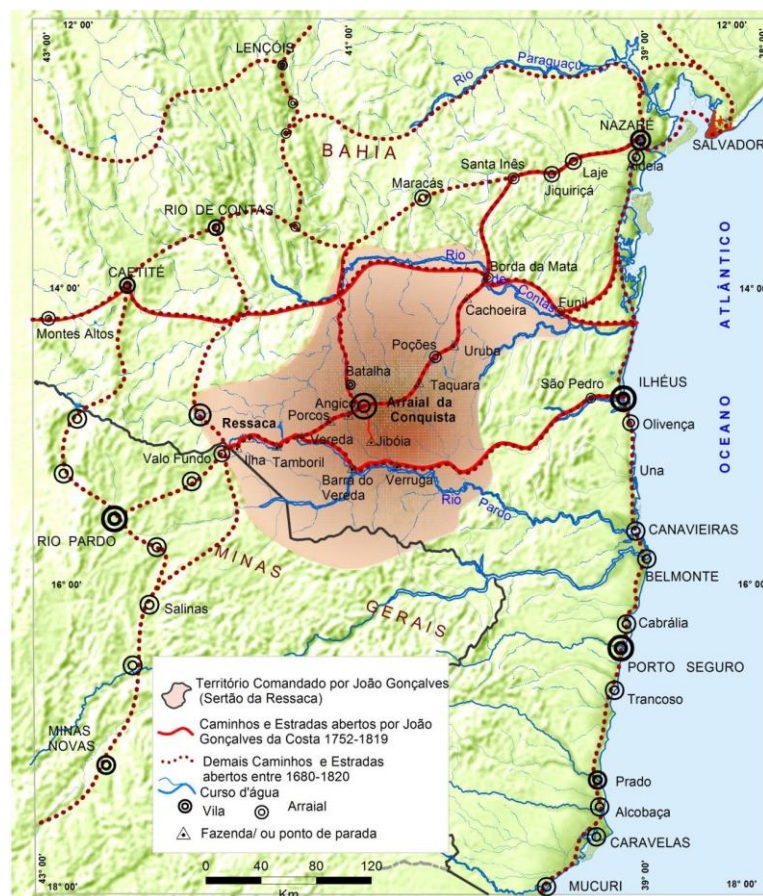 12° 00'
41° 00'
39° 00'
12° 00'
43° 00'
38° 00'
LENÇÓIS
Rio Paraguaçú
BAHIA
NAZARÉ
SALVADOR
Aldeia
Santa Inês
Laje
Jiquiriçá
Maracás
RIO DE CONTAS
CAETITÉ
Rio de Contas
Borda da Mata
14° 00'
14° 00'
Montes Altos
Cachoeira
Funil
OCEANO ATLÂNTICO
Poções
Uruba
Batalha
Taquara
São Pedro
ILHÉUS
Angico
Arraial da
Conquista
Olivença
Porcos
Ressaca
Vereda
Jibóia
Valo Fundo
Ilha
Tamboril
Una
Barra do
Vereda
Verruga
Rio Pardo
RIO PARDO
CANAVIEIRAS
MINAS GERAIS
BELMONTE
16° 00'
16° 00'
Salinas
Cabrália
PORTO SEGURO
Trancoso
MINAS
NOVAS
Prado
Alcobaça
CARAVELAS
MUCURI
Território Comandado por João Gonçalves
(Sertão da Ressaca)
Caminhos e Estradas abertos por João
Gonçalves da Costa 1752-1819
Demais Caminhos e Estradas
abertos entre 1680-1820
Curso d'água
Vila
Arraial
Fazenda/ ou ponto de parada
0 40 80 120
Km
43° 00'
18° 00'
39° 00'
18° 00'